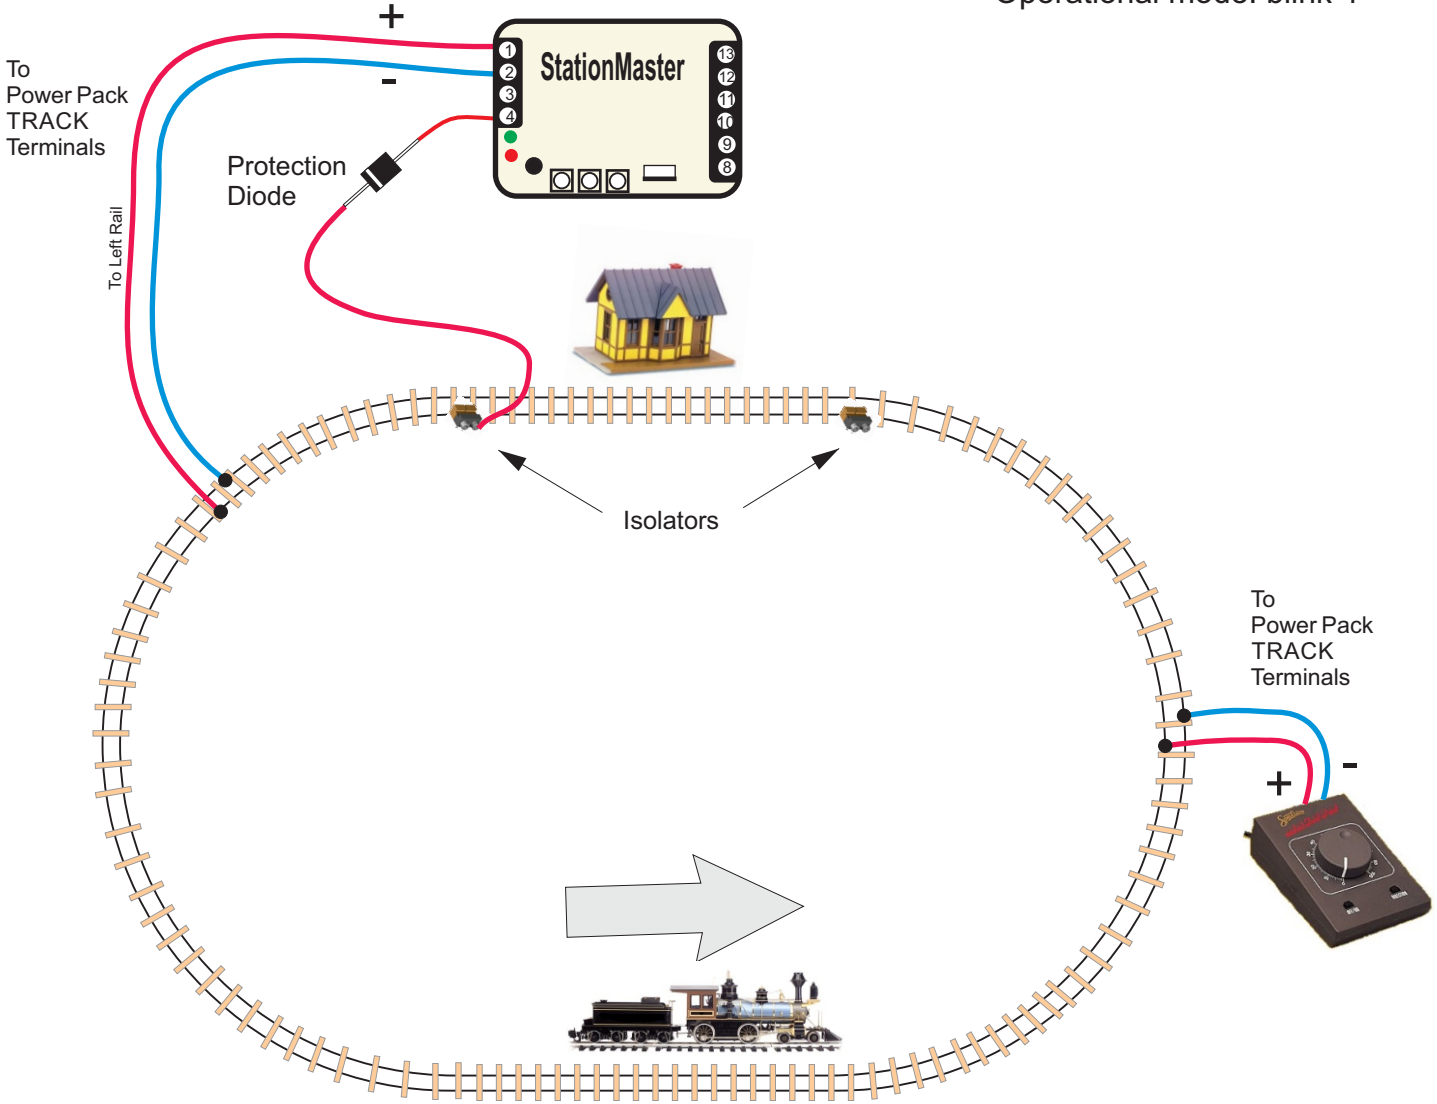 +
To
Power Pack
TRACK
Terminals
-
1
2
3
4
StationMaster
13
12
11
10
9
8
Protection
Diode
To Left Rail
Isolators
To
Power Pack
TRACK
Terminals
+
-